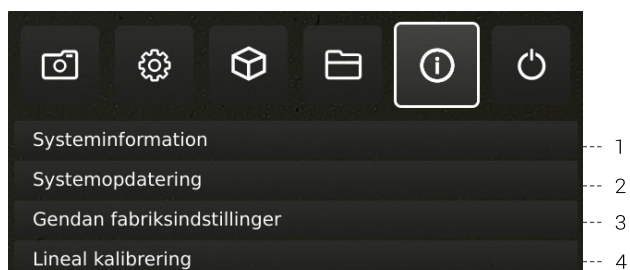 Systeminformation 1
Systemopdatering 2
Gendan fabriksindstillinger 3
Lineal kalibrering 4